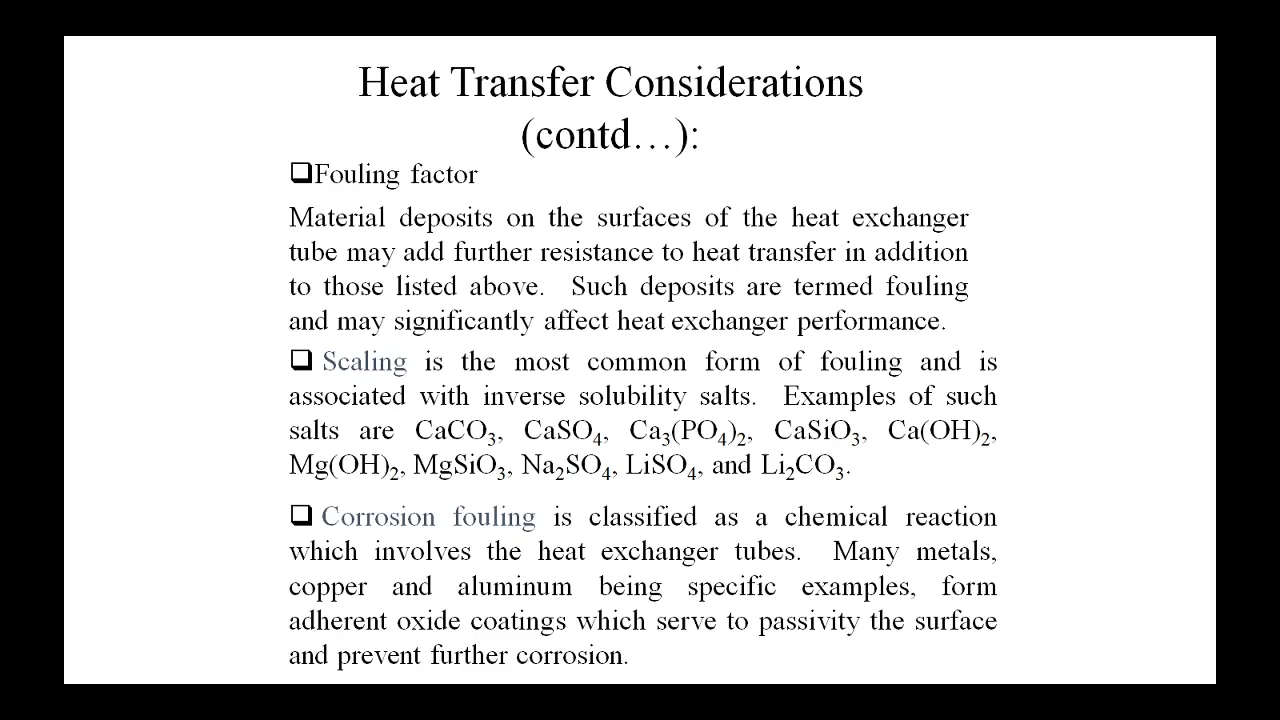 Heat Transfer Considerations
(contd…):
❑Fouling factor
Material deposits on the surfaces of the heat exchanger
tube may add further resistance to heat transfer in addition
to those listed above. Such deposits are termed fouling
and may significantly affect heat exchanger performance.
❑ Scaling is the most common form of fouling and is
associated with inverse solubility salts. Examples of such
salts are CaCO₃, CaSO₄, Ca₃(PO₄)₂, CaSiO₃, Ca(OH)₂,
Mg(OH)₂, MgSiO₃, Na₂SO₄, LiSO₄, and Li₂CO₃.
❑ Corrosion fouling is classified as a chemical reaction
which involves the heat exchanger tubes. Many metals,
copper and aluminum being specific examples, form
adherent oxide coatings which serve to passivity the surface
and prevent further corrosion.